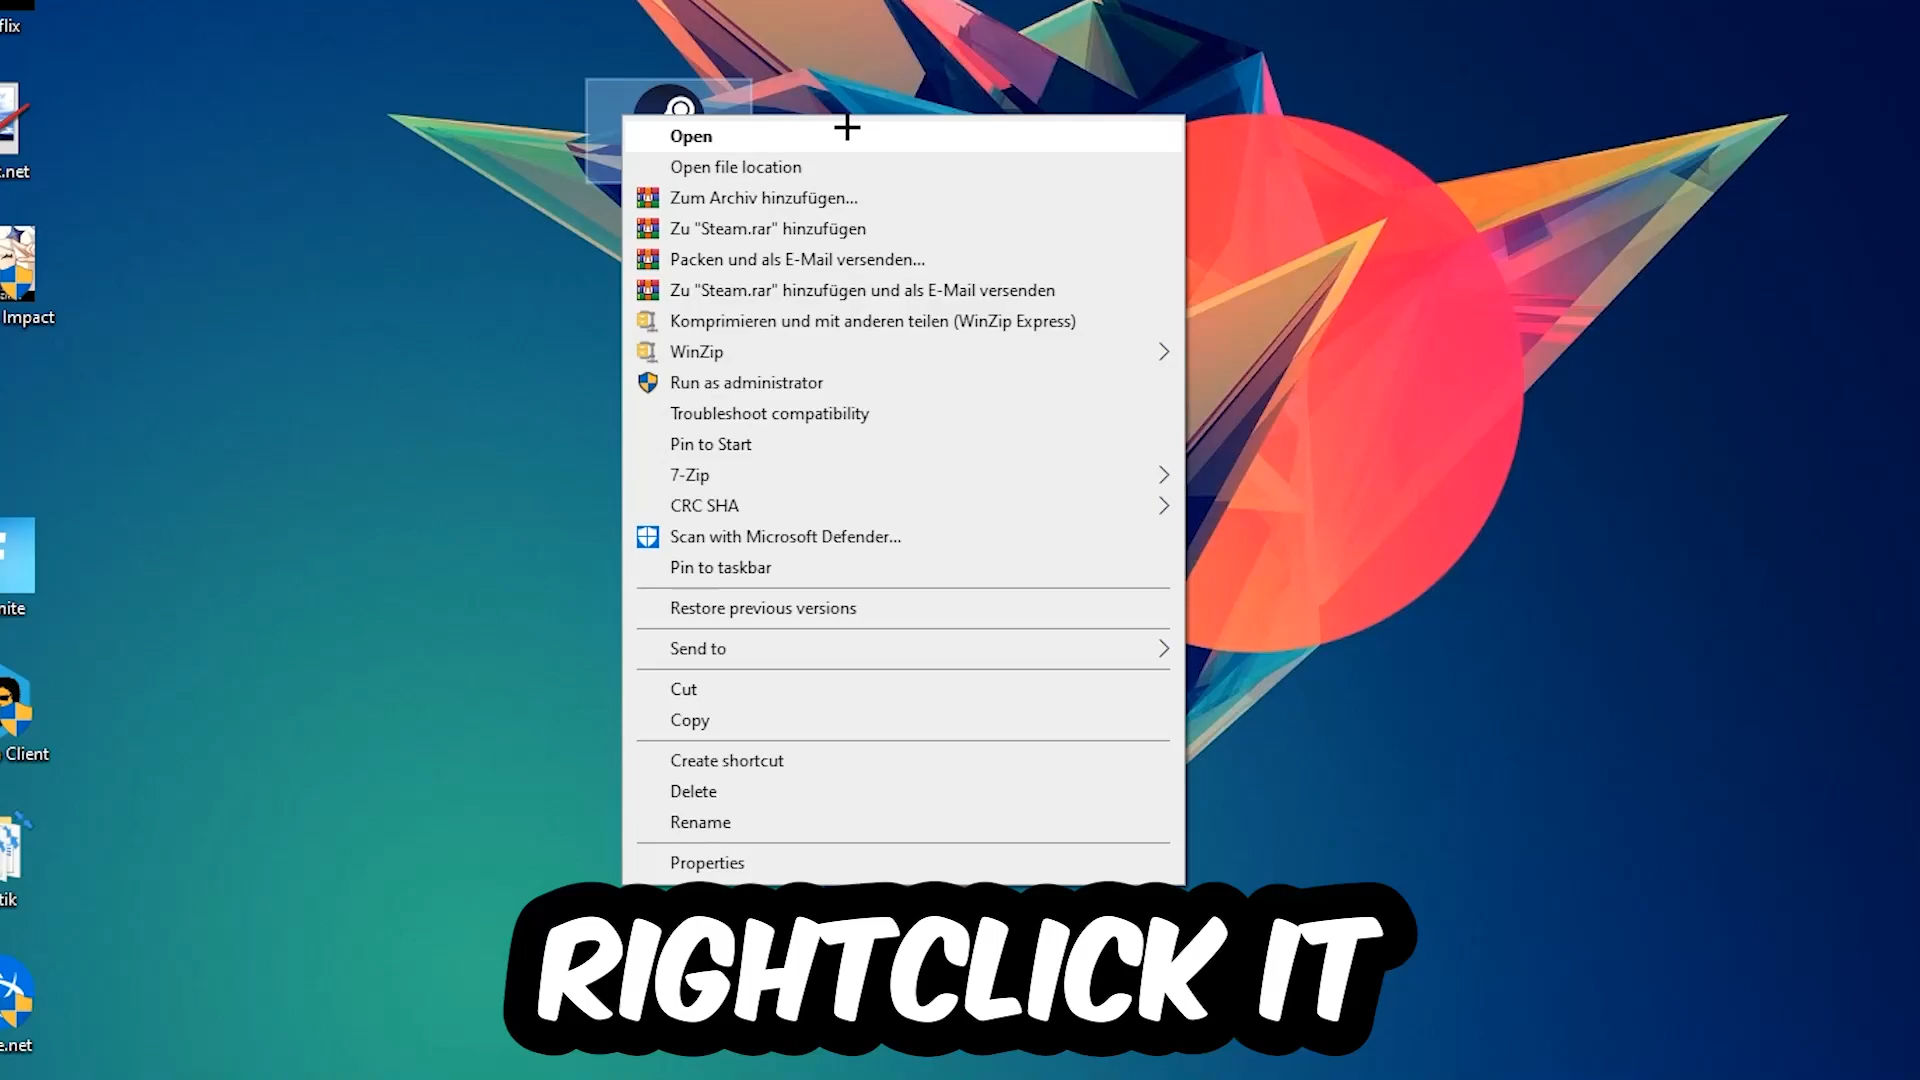 flix
.net
Impact
nite
Client
tik
e.net
Open
Open file location
Zum Archiv hinzufügen...
Zu "Steam.rar" hinzufügen
Packen und als E-Mail versenden...
Zu "Steam.rar" hinzufügen und als E-Mail versenden
Komprimieren und mit anderen teilen (WinZip Express)
WinZip
Run as administrator
Troubleshoot compatibility
Pin to Start
7-Zip
CRC SHA
Scan with Microsoft Defender...
Pin to taskbar
Restore previous versions
Send to
Cut
Copy
Create shortcut
Delete
Rename
Properties
RIGHTCLICK IT